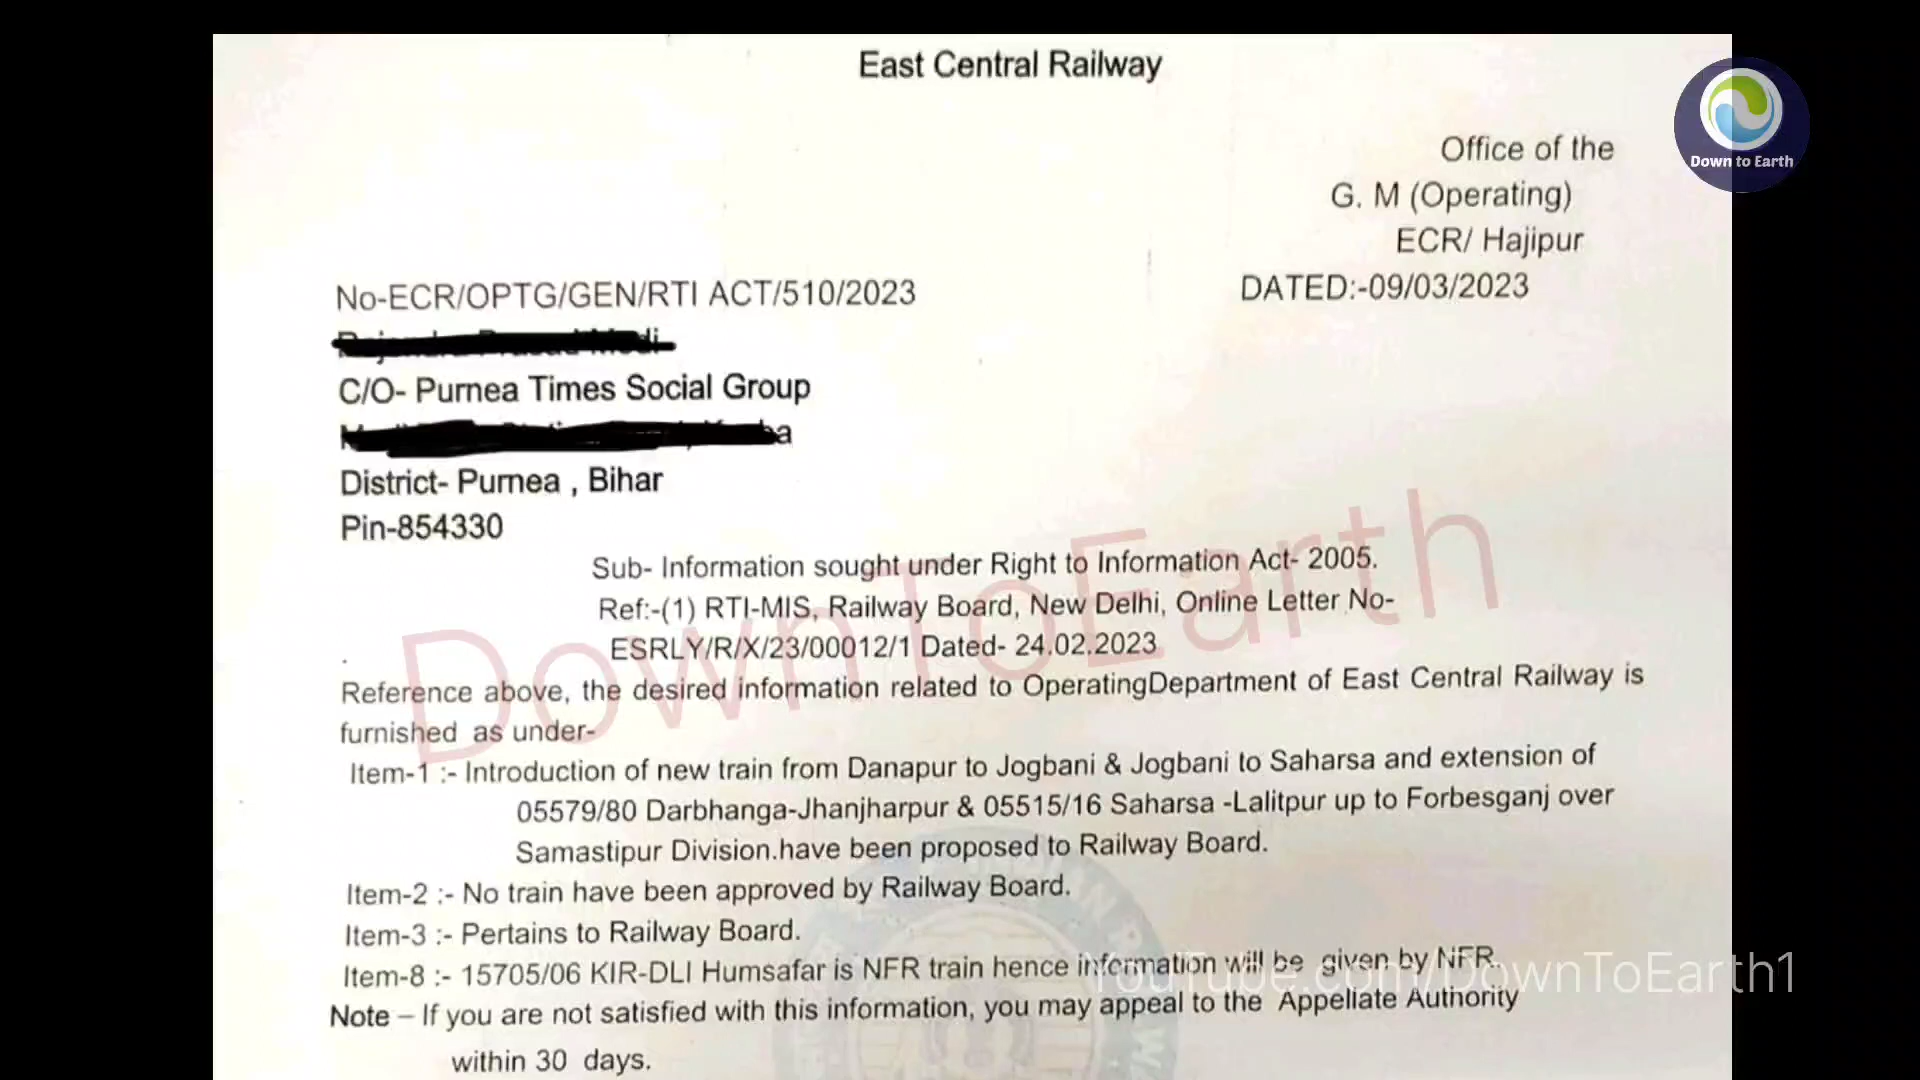 East Central Railway
Down to Earth
Office of the
G. M (Operating)
ECR/ Hajipur
No-ECR/OPTG/GEN/RTI ACT/510/2023
DATED:-09/03/2023
C/O- Purnea Times Social Group
District- Purnea , Bihar
Pin-854330
Sub- Information sought under Right to Information Act- 2005.
Ref:-(1) RTI-MIS, Railway Board, New Delhi, Online Letter No-
ESRLY/R/X/23/00012/1 Dated- 24.02.2023
DownToEarth
Reference above, the desired information related to OperatingDepartment of East Central Railway is
furnished as under-
Item-1 :- Introduction of new train from Danapur to Jogbani & Jogbani to Saharsa and extension of
05579/80 Darbhanga-Jhanjharpur & 05515/16 Saharsa -Lalitpur up to Forbesganj over
Samastipur Division.have been proposed to Railway Board.
Item-2 :- No train have been approved by Railway Board.
Item-3 :- Pertains to Railway Board.
Item-8 :- 15705/06 KIR-DLI Humsafar is NFR train hence information will be given by NFR.
YouTube.com/DownToEarth1
Note – If you are not satisfied with this information, you may appeal to the Appeliate Authority
within 30 days.